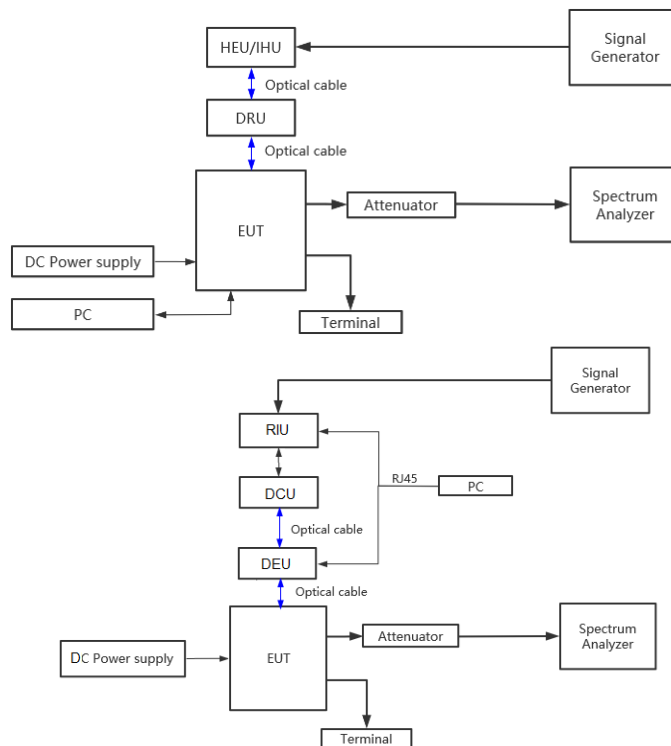 Signal
Generator
HEU/IHU
Optical cable
DRU
Optical cable
Attenuator
Spectrum
Analyzer
EUT
DC Power supply
PC
Terminal
Signal
Generator
RIU
RJ45
PC
DCU
Optical cable
DEU
Optical cable
Attenuator
Spectrum
Analyzer
EUT
DC Power supply
Terminal